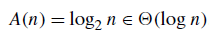 A(n) = log₂ n ∈ Θ(log n)